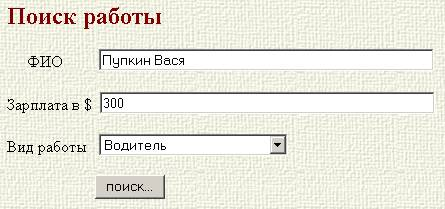 Поиск работы
ФИО Пупкин Вася
Зарплата в $ 300
Вид работы Водитель
поиск...